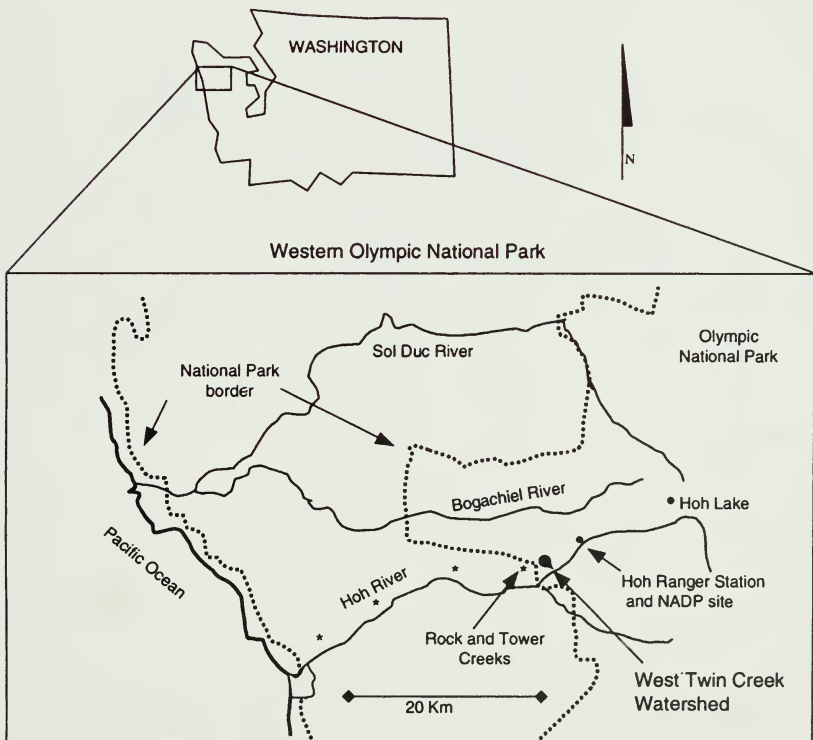 WASHINGTON
N
Western Olympic National Park
Olympic
National Park
Sol Duc River
National Park
border
Bogachiel River
Hoh Lake
Pacific Ocean
Hoh River
Hoh Ranger Station
and NADP site
Rock and Tower
Creeks
West Twin Creek
Watershed
20 Km